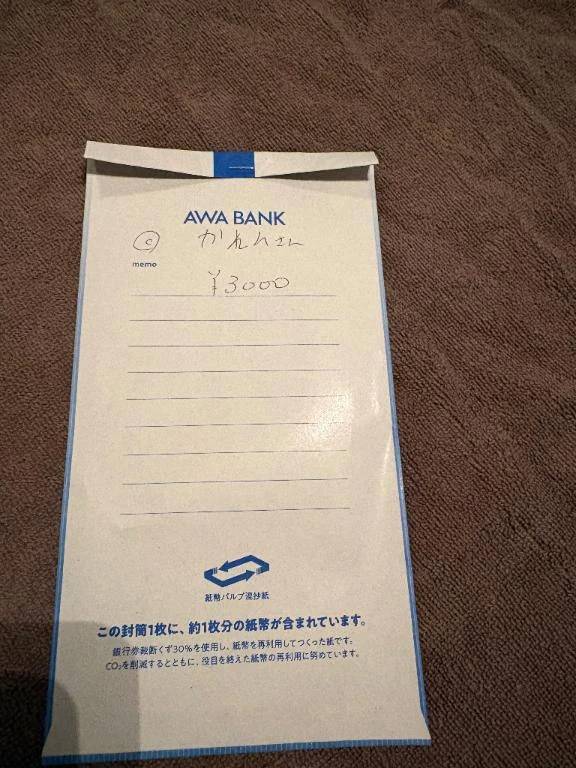 AWA BANK
C かれんさん
memo
¥3000
紙幣パルプ混抄紙
この封筒1枚に、約1枚分の紙幣が含まれています。
銀行券裁断くず30%を使用し、紙幣を再利用してつくった紙です。
CO₂を削減するとともに、役目を終えた紙幣の再利用に努めています。